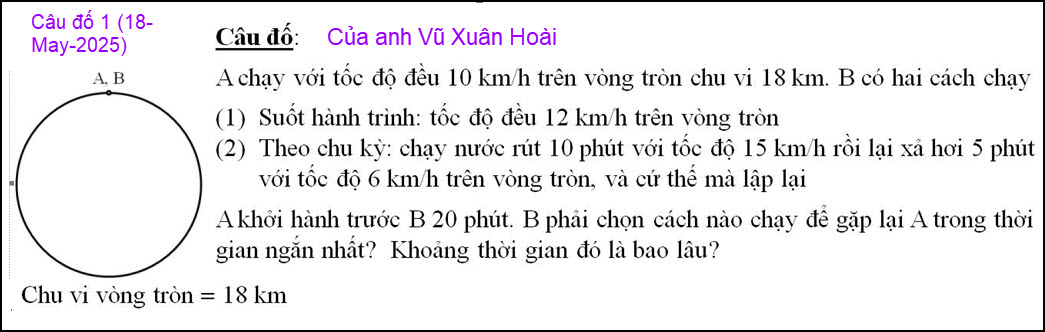 Câu đố 1 (18-
May-2025)
Câu đố: Của anh Vũ Xuân Hoài
A, B
A chạy với tốc độ đều 10 km/h trên vòng tròn chu vi 18 km. B có hai cách chạy
(1) Suốt hành trình: tốc độ đều 12 km/h trên vòng tròn
(2) Theo chu kỳ: chạy nước rút 10 phút với tốc độ 15 km/h rồi lại xả hơi 5 phút
với tốc độ 6 km/h trên vòng tròn, và cứ thế mà lập lại
A khởi hành trước B 20 phút. B phải chọn cách nào chạy để gặp lại A trong thời
gian ngắn nhất? Khoảng thời gian đó là bao lâu?
Chu vi vòng tròn = 18 km